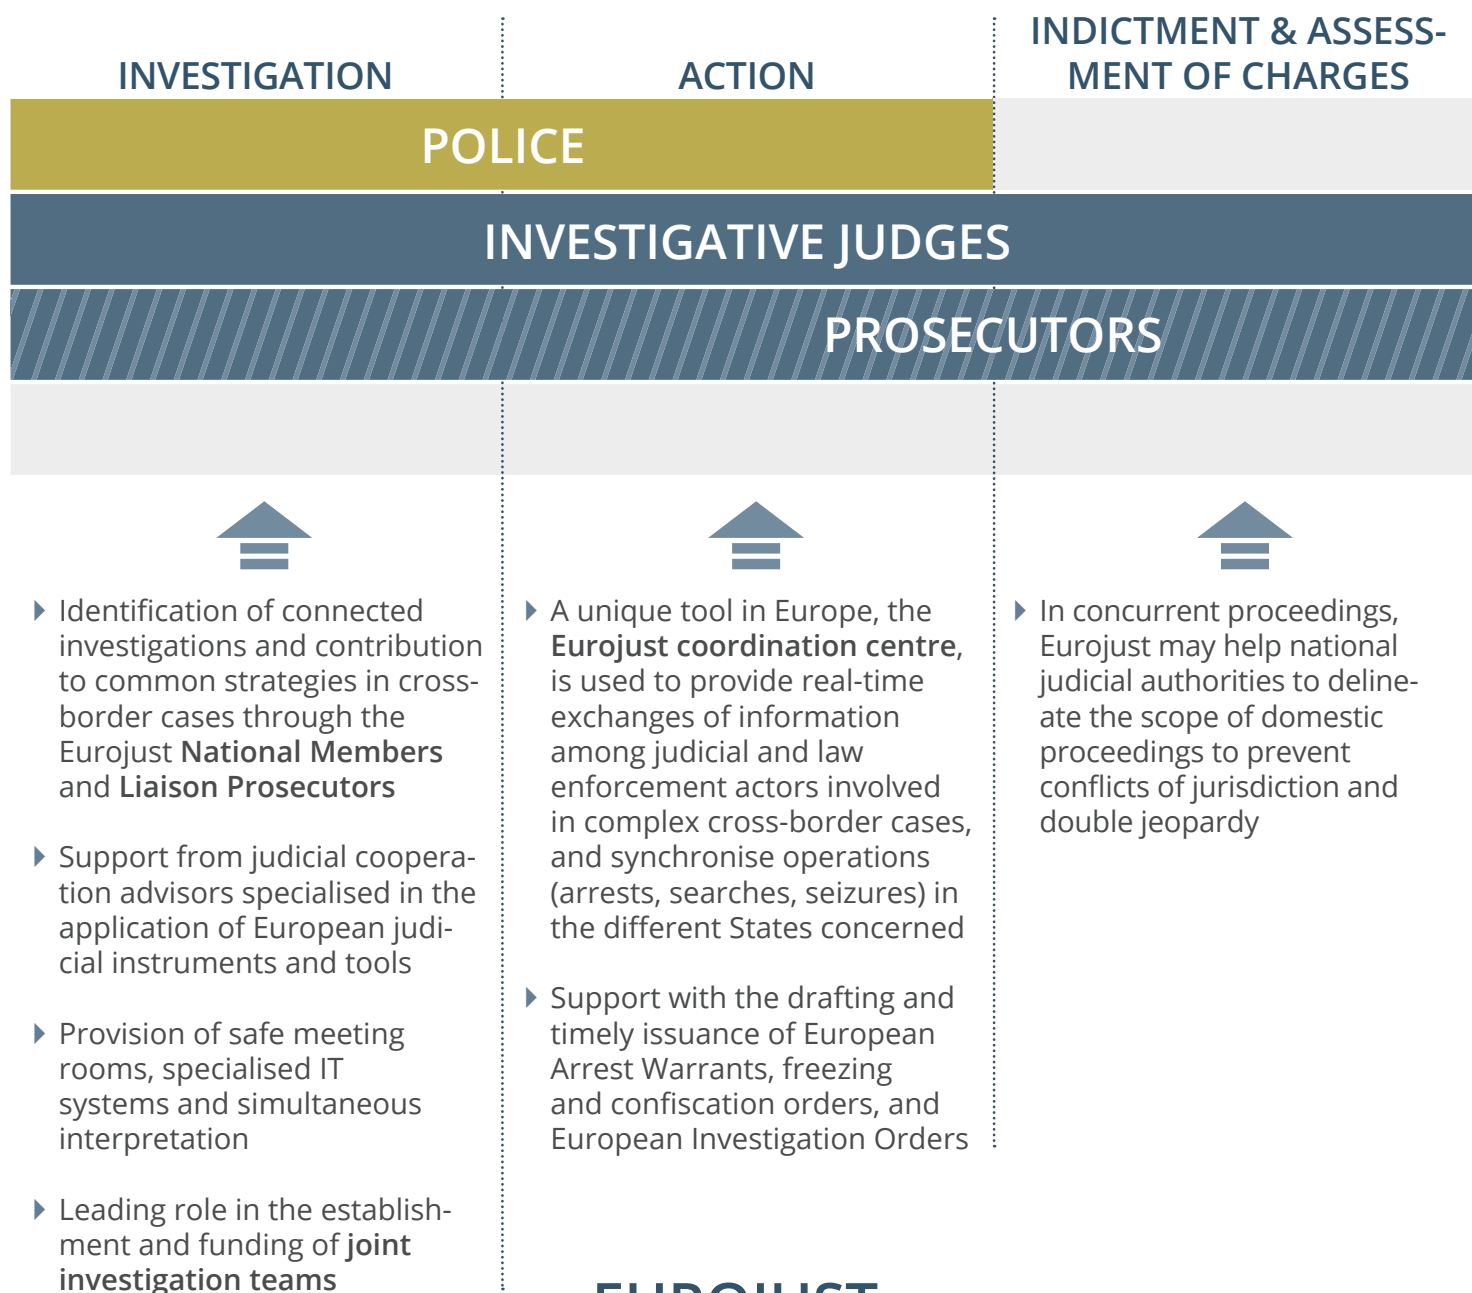 INVESTIGATION
ACTION
INDICTMENT & ASSESS-
MENT OF CHARGES
POLICE
INVESTIGATIVE JUDGES
PROSECUTORS
Identification of connected
investigations and contribution
to common strategies in cross-
border cases through the
Eurojust National Members
and Liaison Prosecutors
Support from judicial coopera-
tion advisors specialised in the
application of European judi-
cial instruments and tools
Provision of safe meeting
rooms, specialised IT
systems and simultaneous
interpretation
Leading role in the establish-
ment and funding of joint
investigation teams
A unique tool in Europe, the
Eurojust coordination centre,
is used to provide real-time
exchanges of information
among judicial and law
enforcement actors involved
in complex cross-border cases,
and synchronise operations
(arrests, searches, seizures) in
the different States concerned
Support with the drafting and
timely issuance of European
Arrest Warrants, freezing
and confiscation orders, and
European Investigation Orders
In concurrent proceedings,
Eurojust may help national
judicial authorities to deline-
ate the scope of domestic
proceedings to prevent
conflicts of jurisdiction and
double jeopardy
EUROJUST